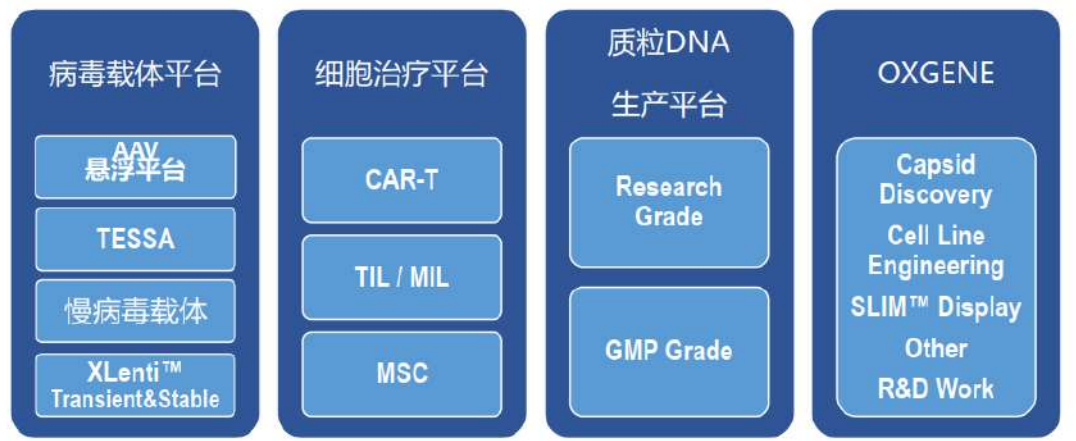 病毒载体平台
AAV
悬浮平台
TESSA
慢病毒载体
XLenti™
Transient&Stable
细胞治疗平台
CAR-T
TIL / MIL
MSC
质粒DNA
生产平台
Research
Grade
GMP Grade
OXGENE
Capsid
Discovery
Cell Line
Engineering
SLIM™ Display
Other
R&D Work